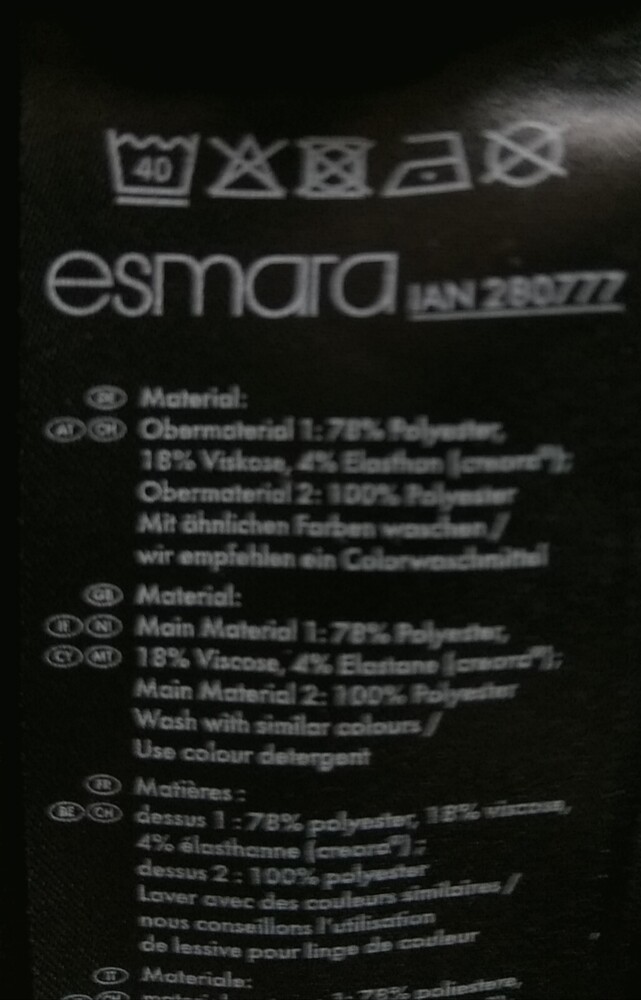 40
esmara IAN 280777
DE Material:
AT CH Obermaterial 1: 78% Polyester,
18% Viskose, 4% Elasthan (creora®);
Obermaterial 2: 100% Polyester
Mit ähnlichen Farben waschen /
wir empfehlen ein Colorwaschmittel
GB Material:
IE NI Main Material 1: 78% Polyester,
CY MT 18% Viscose, 4% Elastane (creora®);
Main Material 2: 100% Polyester
Wash with similar colours /
Use colour detergent
FR Matières :
BE CH dessus 1 : 78% polyester, 18% viscose,
4% élasthanne (creora®) ;
dessus 2 : 100% polyester
Laver avec des couleurs similaires /
nous conseillons l'utilisation
de lessive pour linge de couleur
IT Materiale:
1: 78% poliestere,